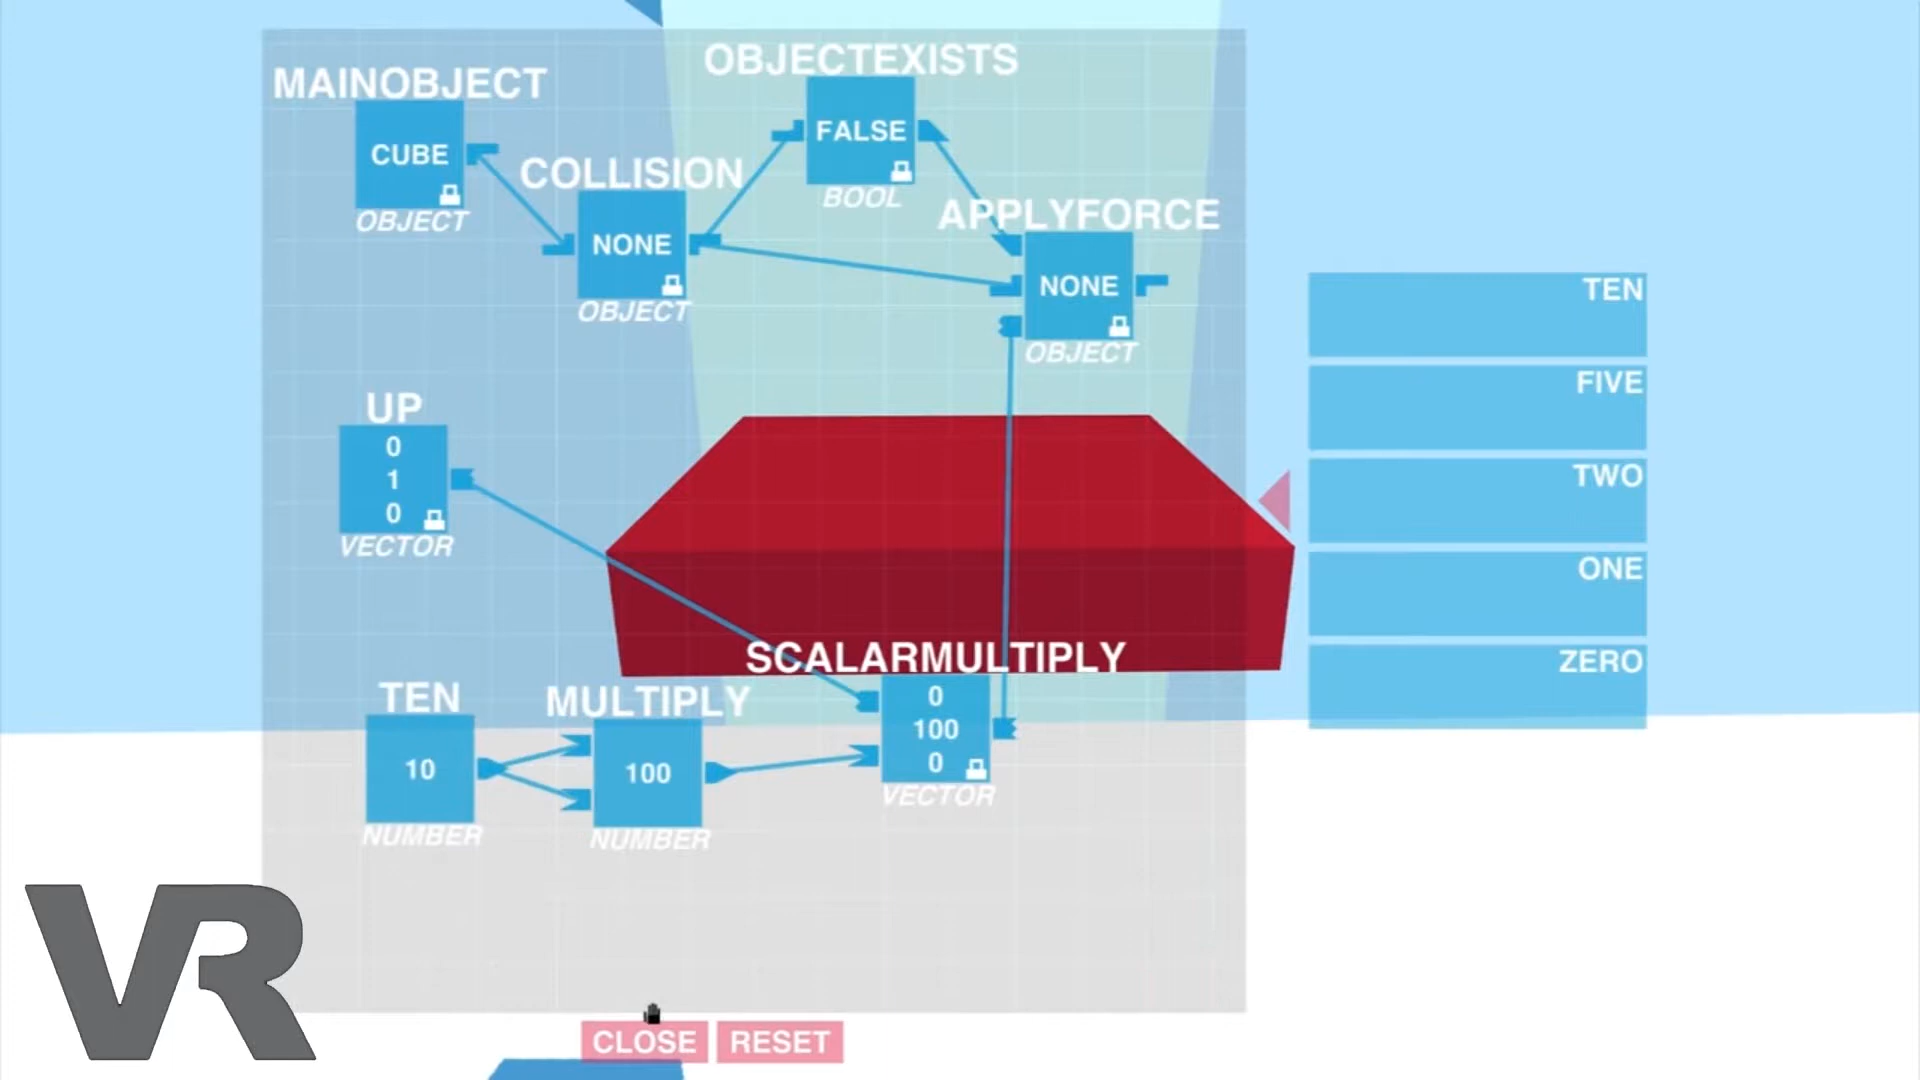 MAINOBJECT
CUBE
OBJECT
COLLISION
NONE
OBJECT
OBJECTEXISTS
FALSE
BOOL
APPLYFORCE
NONE
OBJECT
UP
0
1
0
VECTOR
TEN
10
NUMBER
MULTIPLY
100
NUMBER
SCALARMULTIPLY
0
100
0
VECTOR
TEN
FIVE
TWO
ONE
ZERO
CLOSE
RESET
VR